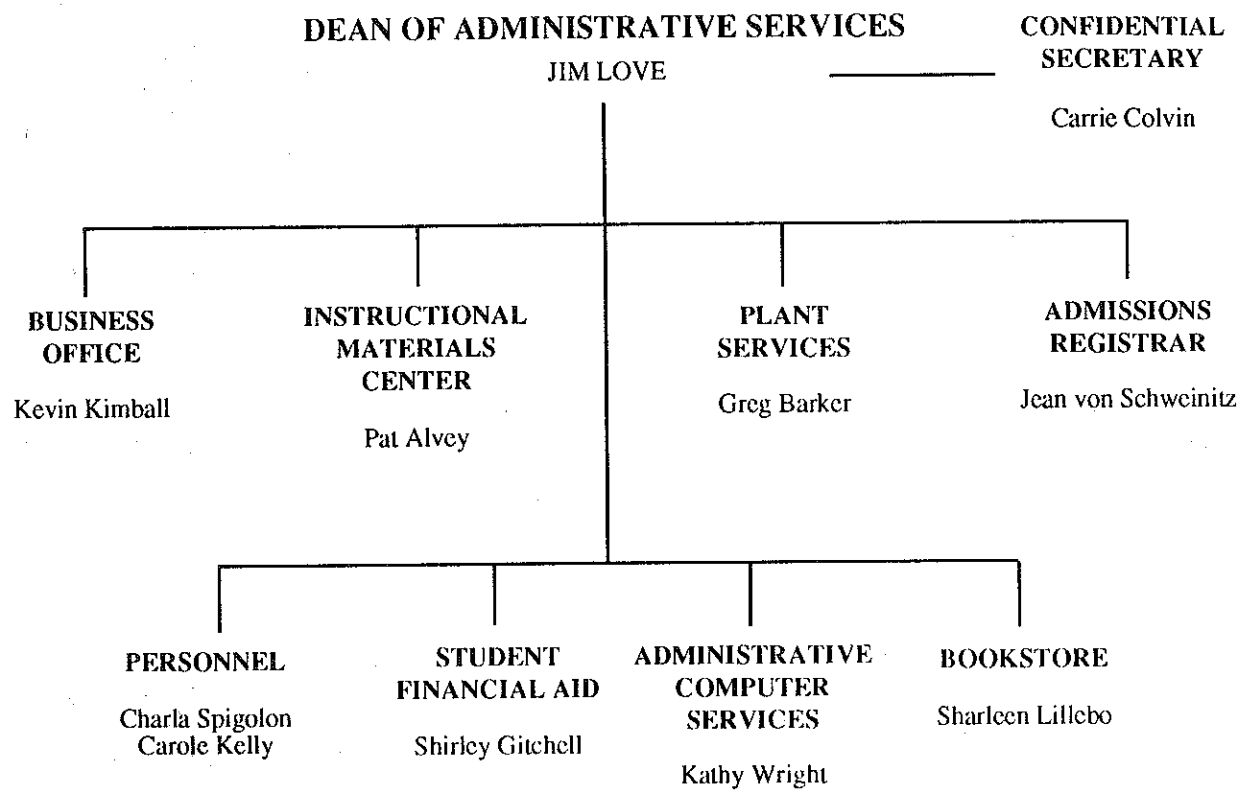 DEAN OF ADMINISTRATIVE SERVICES
JIM LOVE
CONFIDENTIAL
SECRETARY
Carrie Colvin
BUSINESS
OFFICE
Kevin Kimball
INSTRUCTIONAL
MATERIALS
CENTER
Pat Alvey
PLANT
SERVICES
Greg Barker
ADMISSIONS
REGISTRAR
Jean von Schweinitz
PERSONNEL
Charla Spigolon
Carole Kelly
STUDENT
FINANCIAL AID
Shirley Gitchell
ADMINISTRATIVE
COMPUTER
SERVICES
Kathy Wright
BOOKSTORE
Sharleen Lillebo